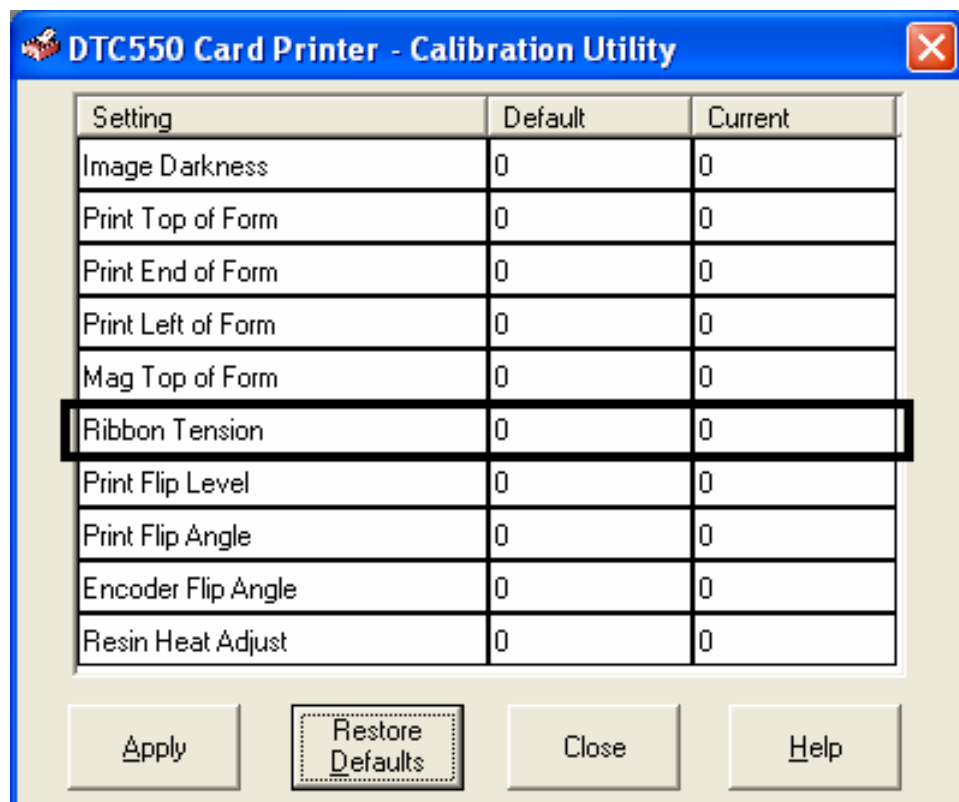 DTC550 Card Printer - Calibration Utility
Setting Default Current
Image Darkness 0 0
Print Top of Form 0 0
Print End of Form 0 0
Print Left of Form 0 0
Mag Top of Form 0 0
Ribbon Tension 0 0
Print Flip Level 0 0
Print Flip Angle 0 0
Encoder Flip Angle 0 0
Resin Heat Adjust 0 0
Apply Restore Defaults Close Help